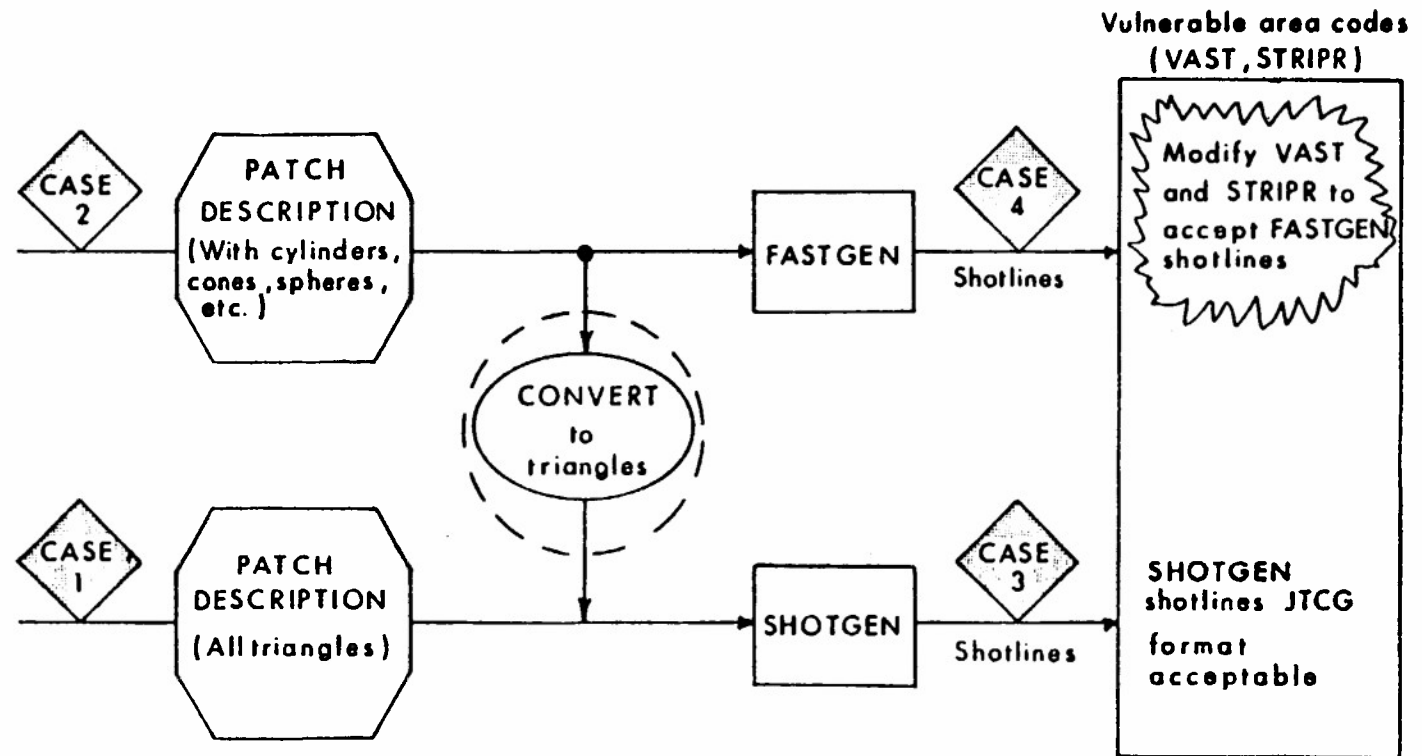 Vulnerable area codes
(VAST, STRIPR)
CASE
2
PATCH
DESCRIPTION
(With cylinders,
cones, spheres,
etc.)
FASTGEN
CASE
4
Shotlines
Modify VAST
and STRIPR to
accept FASTGEN
shotlines
CONVERT
to
triangles
CASE
1
PATCH
DESCRIPTION
(All triangles)
SHOTGEN
CASE
3
Shotlines
SHOTGEN
shotlines JTCG
format
acceptable